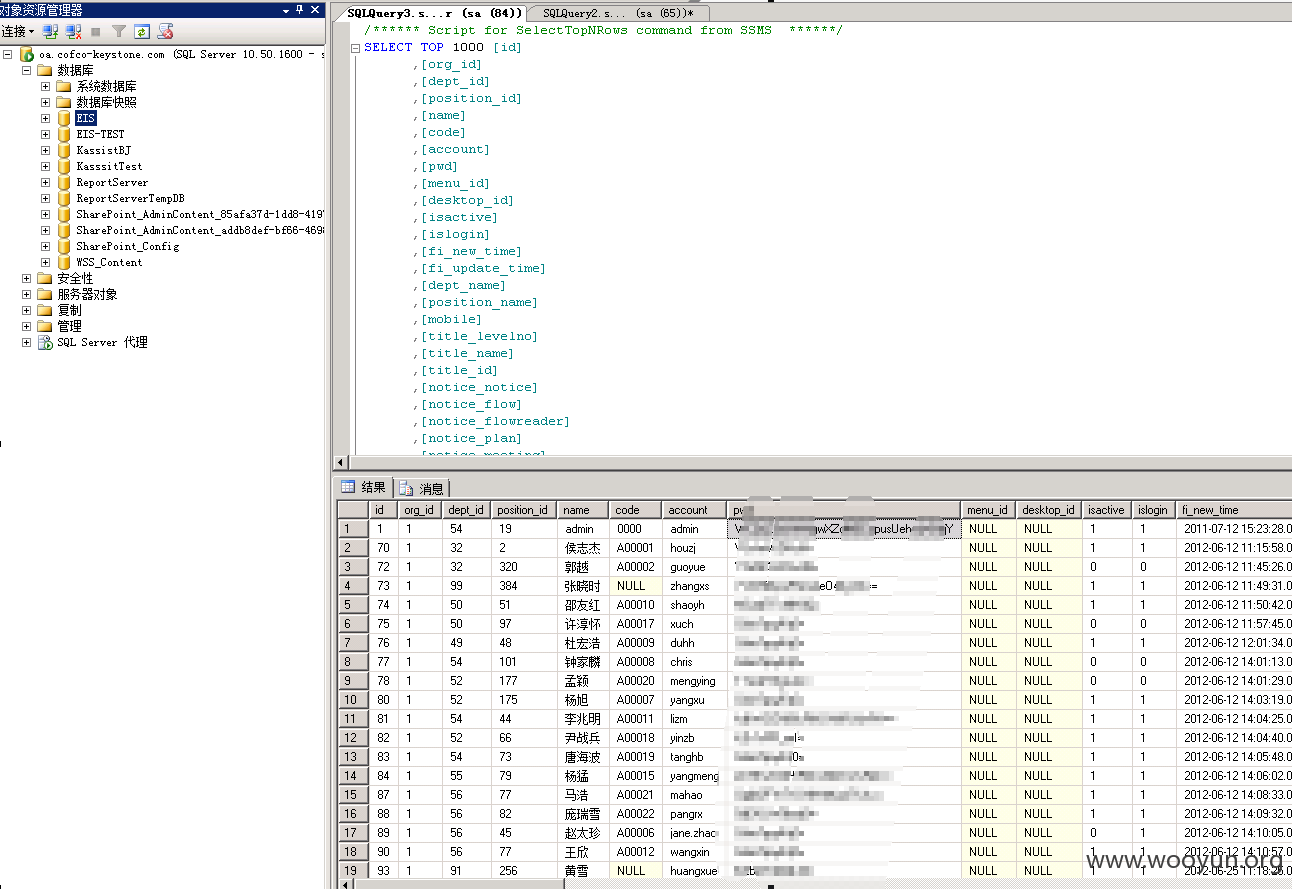 对象资源管理器
连接
oa.cofco-keystone.com (SQL Server 10.50.1600 - s
数据库
系统数据库
数据库快照
EIS
EIS-TEST
KassistBJ
KasssitTest
ReportServer
ReportServerTempDB
SharePoint_AdminContent_85afa37d-1dd8-419
SharePoint_AdminContent_addb8def-bf66-469
SharePoint_Config
WSS_Content
安全性
服务器对象
复制
管理
SQL Server 代理
SQLQuery3.s...r (sa (84))
SQLQuery2.s... (sa (65))*
/****** Script for SelectTopNRows command from SSMS  ******/
SELECT TOP 1000 [id]
,[org_id]
,[dept_id]
,[position_id]
,[name]
,[code]
,[account]
,[pwd]
,[menu_id]
,[desktop_id]
,[isactive]
,[islogin]
,[fi_new_time]
,[fi_update_time]
,[dept_name]
,[position_name]
,[mobile]
,[title_levelno]
,[title_name]
,[title_id]
,[notice_notice]
,[notice_flow]
,[notice_flowreader]
,[notice_plan]
,[notice_meeting]
结果 消息
id org_id dept_id position_id name code account menu_id desktop_id isactive islogin fi_new_time
1 1 1 54 19 admin 0000 admin NULL NULL 1 1 2011-07-12 15:23:28.0
2 70 1 32 2 侯志杰 A00001 houzj NULL NULL 1 1 2012-06-12 11:15:58.0
3 72 1 32 320 郭越 A00002 guoyue NULL NULL 0 0 2012-06-12 11:45:26.0
4 73 1 99 384 张晓时 NULL zhangxs NULL NULL 1 1 2012-06-12 11:49:31.0
5 74 1 50 51 邵友红 A00010 shaoyh NULL NULL 1 1 2012-06-12 11:50:42.0
6 75 1 50 97 许淳怀 A00017 xuch NULL NULL 0 0 2012-06-12 11:57:45.0
7 76 1 49 48 杜宏浩 A00009 duhh NULL NULL 1 1 2012-06-12 12:01:34.0
8 77 1 54 101 钟家麟 A00008 chris NULL NULL 0 0 2012-06-12 14:01:13.0
9 78 1 52 177 孟颖 A00020 mengying NULL NULL 0 0 2012-06-12 14:01:29.0
10 80 1 52 175 杨旭 A00007 yangxu NULL NULL 1 1 2012-06-12 14:03:19.0
11 81 1 54 44 李兆明 A00011 lizm NULL NULL 1 1 2012-06-12 14:04:25.0
12 82 1 52 66 尹战兵 A00018 yinzb NULL NULL 1 1 2012-06-12 14:04:40.0
13 83 1 54 73 唐海波 A00019 tanghb NULL NULL 1 1 2012-06-12 14:05:48.0
14 84 1 55 79 杨猛 A00015 yangmeng NULL NULL 1 1 2012-06-12 14:06:02.0
15 87 1 56 77 马浩 A00021 mahao NULL NULL 1 1 2012-06-12 14:08:33.0
16 88 1 56 82 庞瑞雪 A00022 pangrx NULL NULL 1 1 2012-06-12 14:09:32.0
17 89 1 56 45 赵太珍 A00006 jane.zhao NULL NULL 0 1 2012-06-12 14:10:05.0
18 90 1 56 77 王欣 A00012 wangxin NULL NULL 1 1 2012-06-12 14:10:57.0
19 93 1 91 256 黄雪 NULL huangxue NULL NULL 1 1 2012-06-25 11:18:26.0
www.wooyun.org